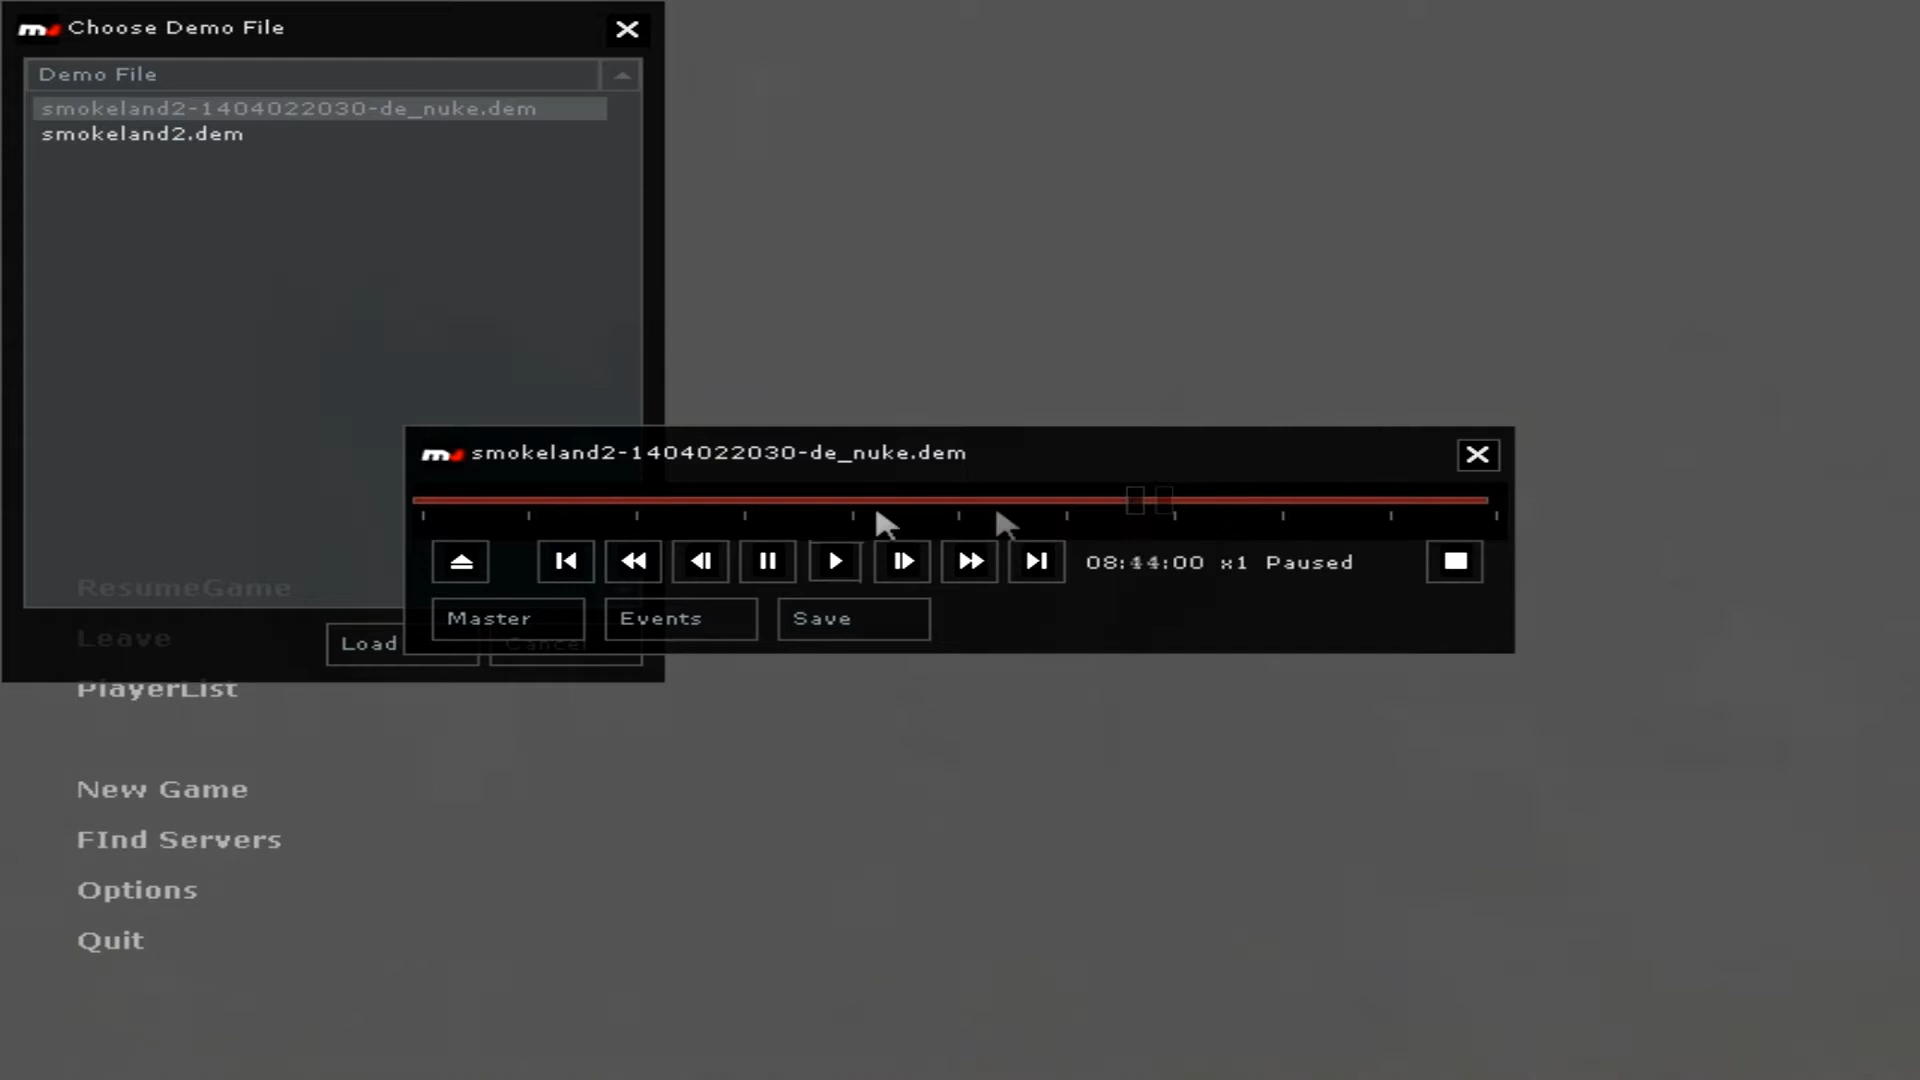 Choose Demo File
Demo File
smokeland2-1404022030-de_nuke.dem
smokeland2.dem
smokeland2-1404022030-de_nuke.dem
08:44:00 x1 Paused
Master
Events
Save
Load
Cancel
ResumeGame
Leave
PlayerList
New Game
FInd Servers
Options
Quit